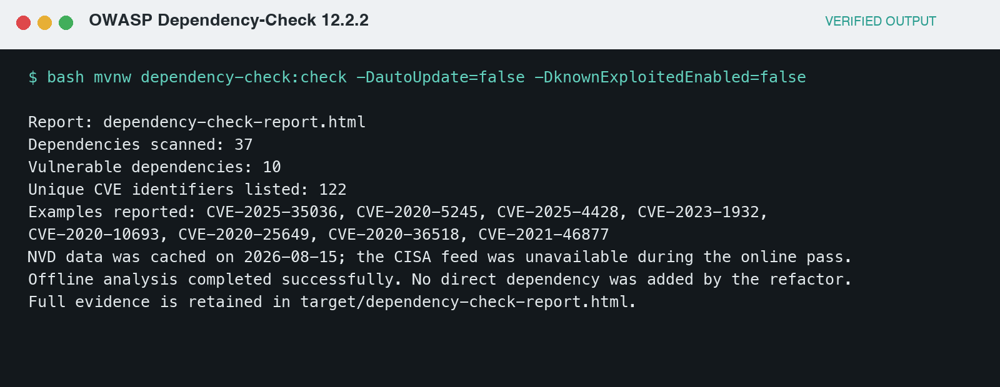 OWASP Dependency-Check 12.2.2
VERIFIED OUTPUT
$ bash mvnw dependency-check:check -DautoUpdate=false -DknownExploitedEnabled=false
Report: dependency-check-report.html
Dependencies scanned: 37
Vulnerable dependencies: 10
Unique CVE identifiers listed: 122
Examples reported: CVE-2025-35036, CVE-2020-5245, CVE-2025-4428, CVE-2023-1932,
CVE-2020-10693, CVE-2020-25649, CVE-2020-36518, CVE-2021-46877
NVD data was cached on 2026-08-15; the CISA feed was unavailable during the online pass.
Offline analysis completed successfully. No direct dependency was added by the refactor.
Full evidence is retained in target/dependency-check-report.html.